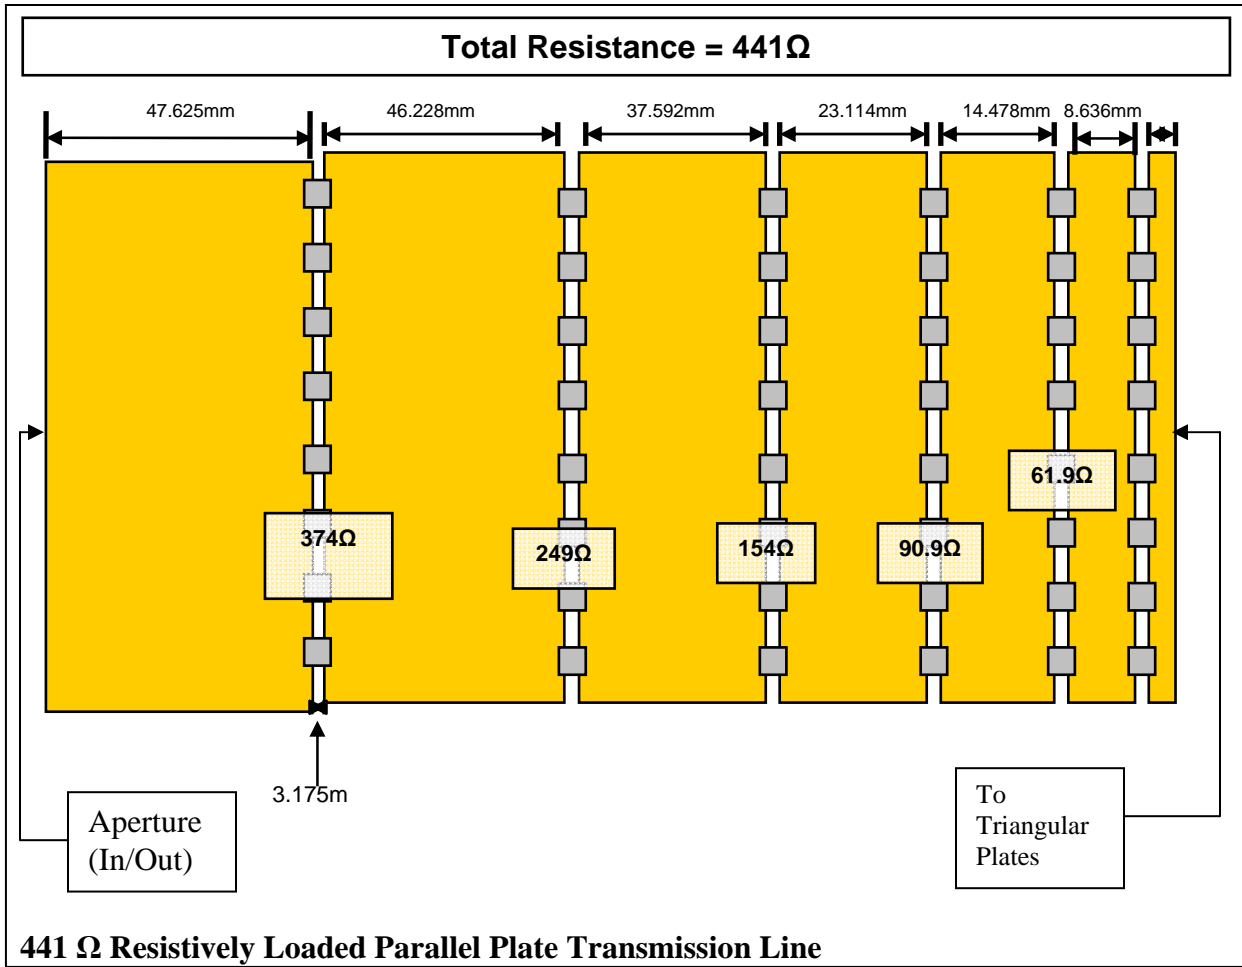 Total Resistance = 441Ω
47.625mm
46.228mm
37.592mm
23.114mm
14.478mm
8.636mm
61.9Ω
374Ω
249Ω
154Ω
90.9Ω
3.175m
Aperture
(In/Out)
To
Triangular
Plates
441 Ω Resistively Loaded Parallel Plate Transmission Line